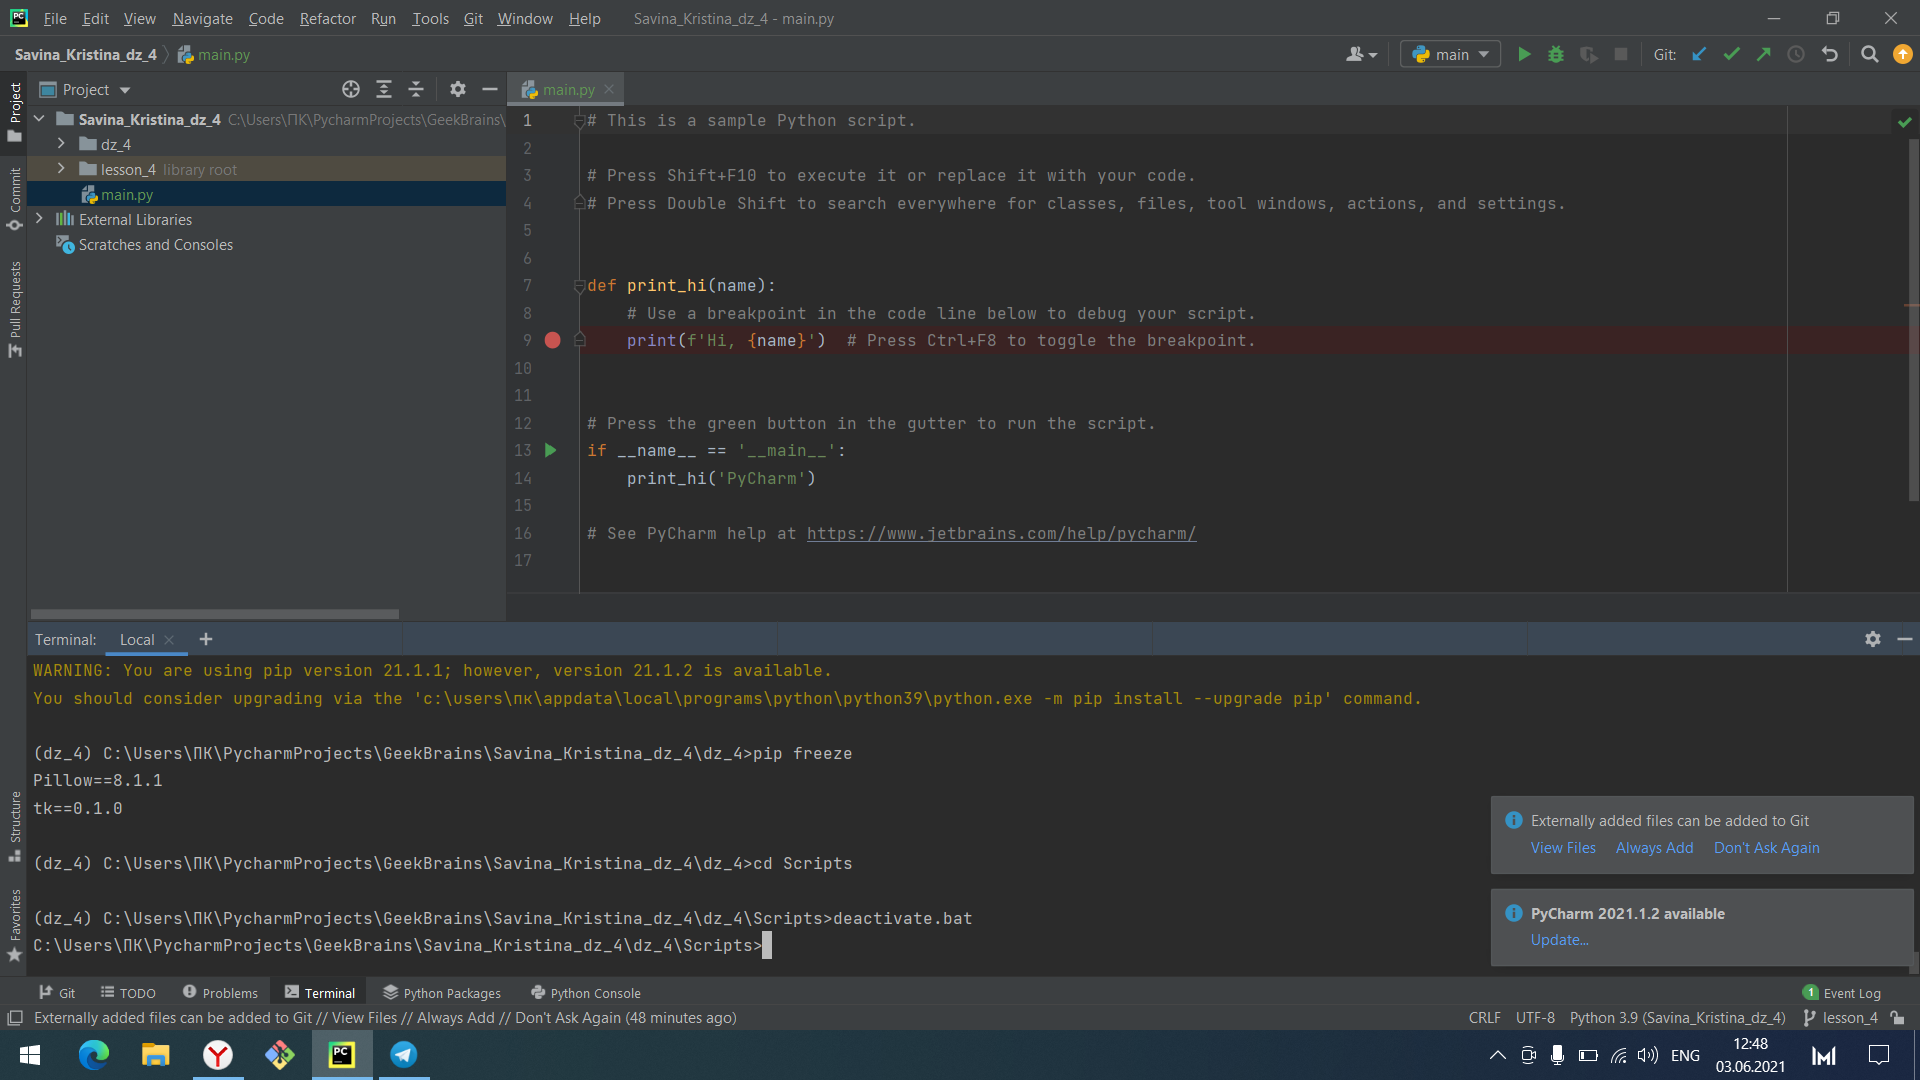 File Edit View Navigate Code Refactor Run Tools Git Window Help Savina_Kristina_dz_4 - main.py
Savina_Kristina_dz_4 main.py main Git:
Project
main.py
Savina_Kristina_dz_4 C:\Users\ПК\PycharmProjects\GeekBrains\
dz_4
lesson_4 library root
main.py
External Libraries
Scratches and Consoles
Project
Commit
Pull Requests
Structure
Favorites
1 # This is a sample Python script.
2
3 # Press Shift+F10 to execute it or replace it with your code.
4 # Press Double Shift to search everywhere for classes, files, tool windows, actions, and settings.
5
6
7 def print_hi(name):
8 # Use a breakpoint in the code line below to debug your script.
9 print(f'Hi, {name}') # Press Ctrl+F8 to toggle the breakpoint.
10
11
12 # Press the green button in the gutter to run the script.
13 if __name__ == '__main__':
14 print_hi('PyCharm')
15
16 # See PyCharm help at https://www.jetbrains.com/help/pycharm/
17
Terminal: Local
WARNING: You are using pip version 21.1.1; however, version 21.1.2 is available.
You should consider upgrading via the 'c:\users\пк\appdata\local\programs\python\python39\python.exe -m pip install --upgrade pip' command.
(dz_4) C:\Users\ПК\PycharmProjects\GeekBrains\Savina_Kristina_dz_4\dz_4>pip freeze
Pillow==8.1.1
tk==0.1.0
(dz_4) C:\Users\ПК\PycharmProjects\GeekBrains\Savina_Kristina_dz_4\dz_4>cd Scripts
(dz_4) C:\Users\ПК\PycharmProjects\GeekBrains\Savina_Kristina_dz_4\dz_4\Scripts>deactivate.bat
C:\Users\ПК\PycharmProjects\GeekBrains\Savina_Kristina_dz_4\dz_4\Scripts>
Externally added files can be added to Git
View Files Always Add Don't Ask Again
PyCharm 2021.1.2 available
Update...
Git TODO Problems Terminal Python Packages Python Console 1 Event Log
Externally added files can be added to Git // View Files // Always Add // Don't Ask Again (48 minutes ago) CRLF UTF-8 Python 3.9 (Savina_Kristina_dz_4) lesson_4
PC
ENG
12:48
03.06.2021